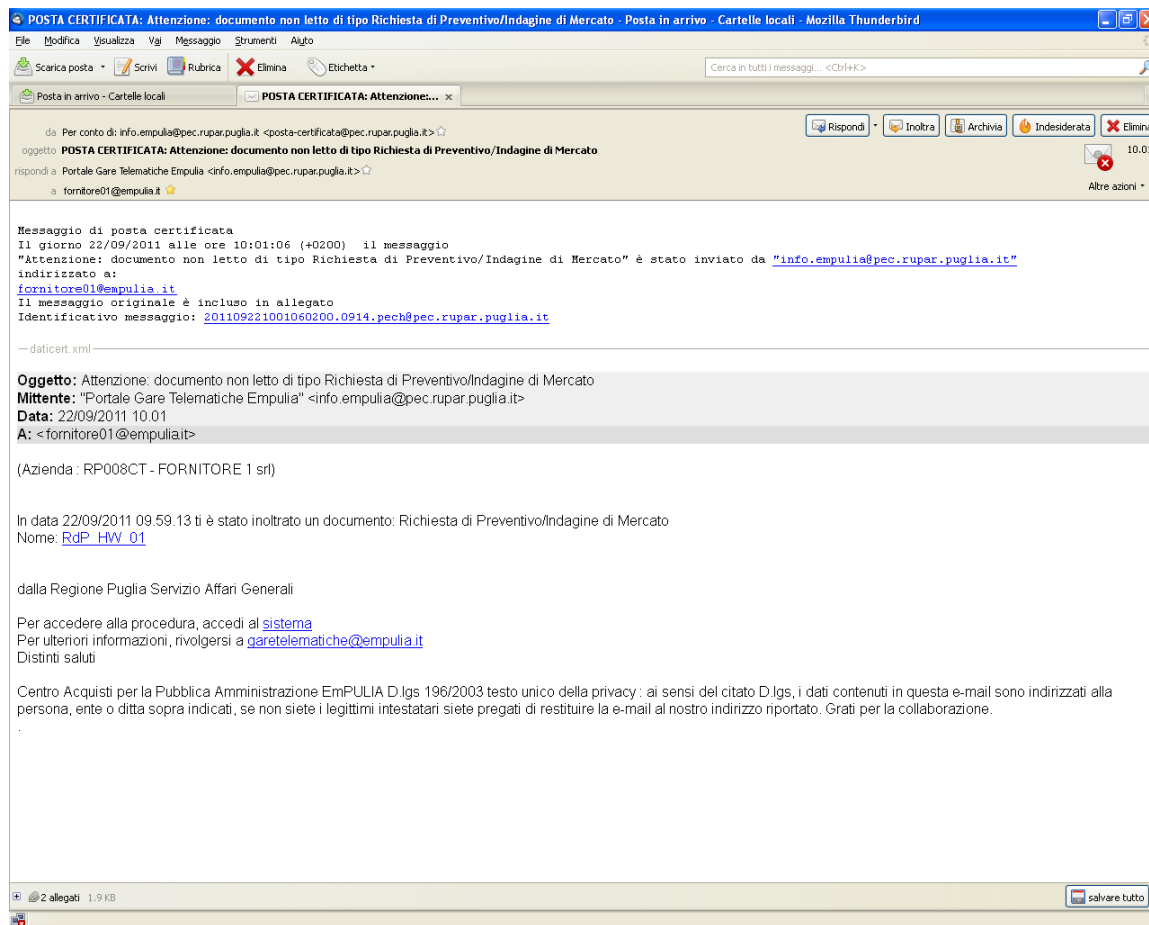 POSTA CERTIFICATA: Attenzione: documento non letto di tipo Richiesta di Preventivo/Indagine di Mercato - Posta in arrivo - Cartelle locali - Mozilla Thunderbird
File Modifica Visualizza Vai Messaggio Strumenti Aiuto
Scarica posta Scrivi Rubrica Elimina Etichetta Cerca in tutti i messaggi... <Ctrl+K>
Posta in arrivo - Cartelle locali POSTA CERTIFICATA: Attenzione:... x
da Per conto di: info.empulia@pec.rupar.puglia.it <posta-certificata@pec.rupar.puglia.it> Rispondi Inoltra Archivia Indesiderata Elimina
oggetto POSTA CERTIFICATA: Attenzione: documento non letto di tipo Richiesta di Preventivo/Indagine di Mercato 10.01
rispondi a Portale Gare Telematiche Empulia <info.empulia@pec.rupar.puglia.it>
a fornitore01@empulia.it Altre azioni
Messaggio di posta certificata
Il giorno 22/09/2011 alle ore 10:01:06 (+0200) il messaggio
"Attenzione: documento non letto di tipo Richiesta di Preventivo/Indagine di Mercato" è stato inviato da "info.empulia@pec.rupar.puglia.it"
indirizzato a:
fornitore01@empulia.it
Il messaggio originale è incluso in allegato
Identificativo messaggio: 201109221001060200.0914.pech@pec.rupar.puglia.it
daticert.xml
Oggetto: Attenzione: documento non letto di tipo Richiesta di Preventivo/Indagine di Mercato
Mittente: "Portale Gare Telematiche Empulia" <info.empulia@pec.rupar.puglia.it>
Data: 22/09/2011 10.01
A: <fornitore01@empulia.it>
(Azienda : RP008CT - FORNITORE 1 srl)
In data 22/09/2011 09.59.13 ti è stato inoltrato un documento: Richiesta di Preventivo/Indagine di Mercato
Nome: RdP_HW_01
dalla Regione Puglia Servizio Affari Generali
Per accedere alla procedura, accedi al sistema
Per ulteriori informazioni, rivolgersi a garetelematiche@empulia.it
Distinti saluti
Centro Acquisti per la Pubblica Amministrazione EmPULIA D.lgs 196/2003 testo unico della privacy : ai sensi del citato D.lgs, i dati contenuti in questa e-mail sono indirizzati alla
persona, ente o ditta sopra indicati, se non siete i legittimi intestatari siete pregati di restituire la e-mail al nostro indirizzo riportato. Grati per la collaborazione.
.
2 allegati 1.9 KB salvare tutto